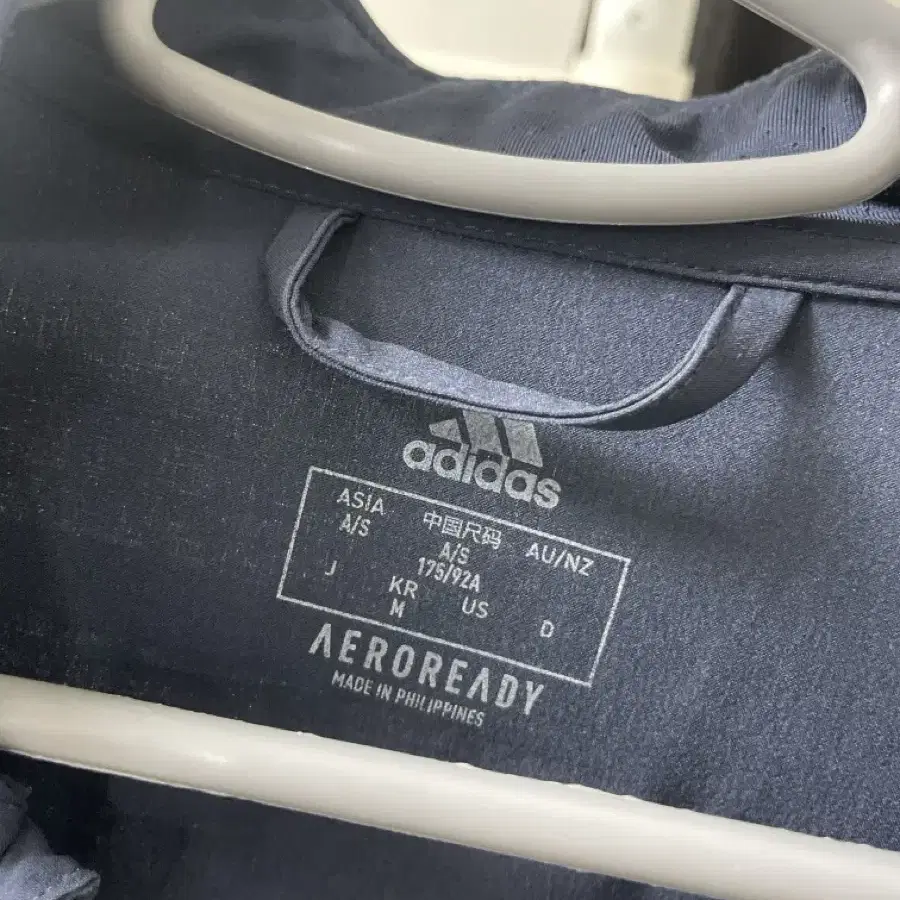 adidas
ASIA 中国尺码 AU/NZ
A/S A/S
175/92A
J KR US D
M
AEROREADY
MADE IN PHILIPPINES